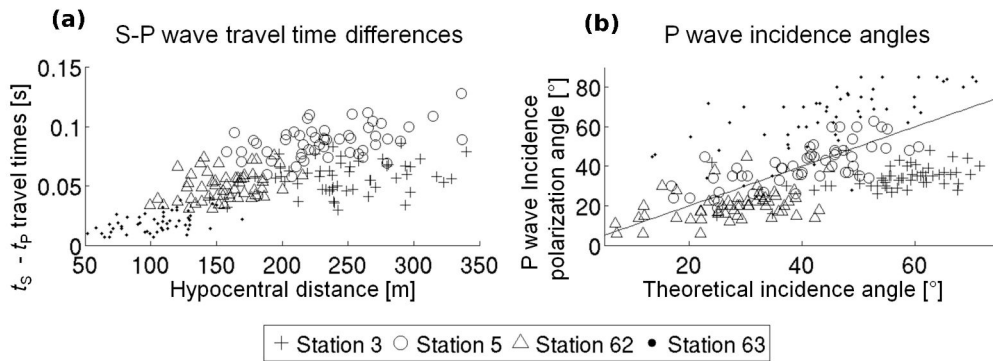 (a)
S-P wave travel time differences
tS - tP travel times [s]
0.15
0.1
0.05
0
50 100 150 200 250 300 350
Hypocentral distance [m]
(b)
P wave incidence angles
P wave Incidence
polarization angle [°]
80
60
40
20
0
20 40 60
Theoretical incidence angle [°]
+ Station 3 ○ Station 5 △ Station 62 • Station 63